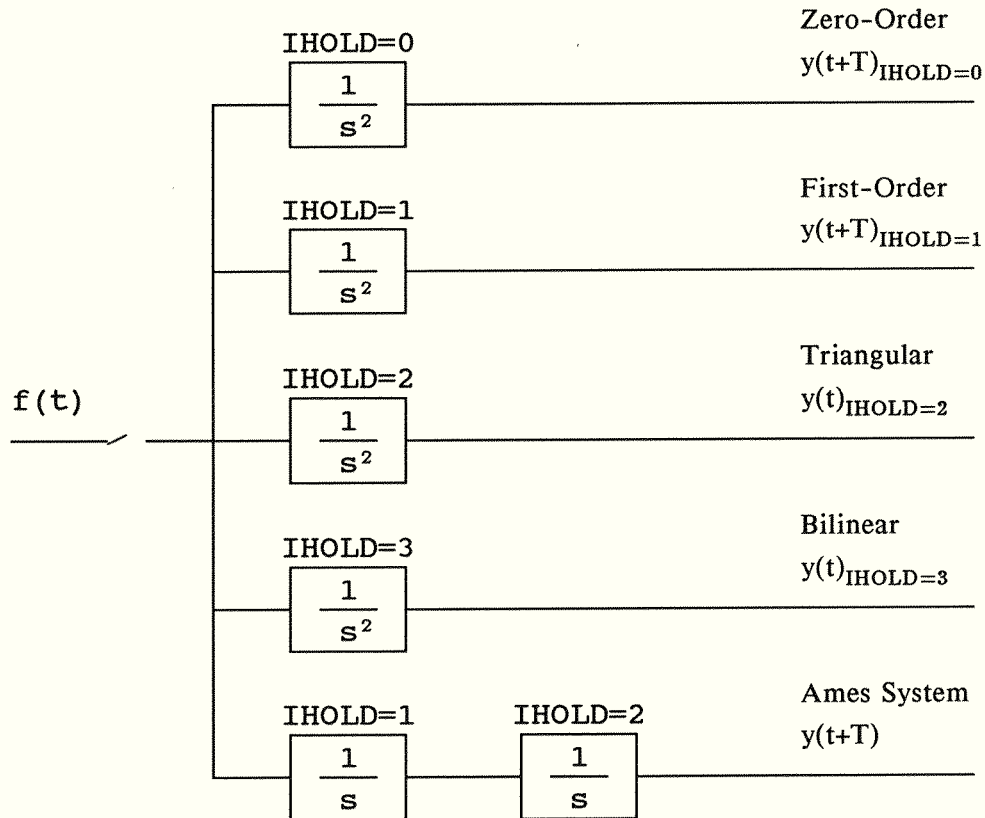 Zero-Order
IHOLD=0
y(t+T)IHOLD=0
1
s²
First-Order
IHOLD=1
y(t+T)IHOLD=1
1
s²
Triangular
IHOLD=2
y(t)IHOLD=2
f(t)
1
s²
Bilinear
IHOLD=3
y(t)IHOLD=3
1
s²
Ames System
IHOLD=1 IHOLD=2
y(t+T)
1 1
s s